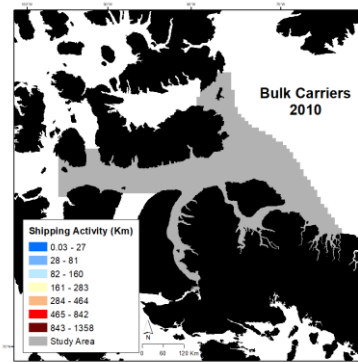 Bulk Carriers
2010
Shipping Activity (Km)
0.03 - 27
28 - 81
82 - 160
161 - 283
284 - 464
465 - 842
843 - 1358
Study Area
N
0
60
120 Km